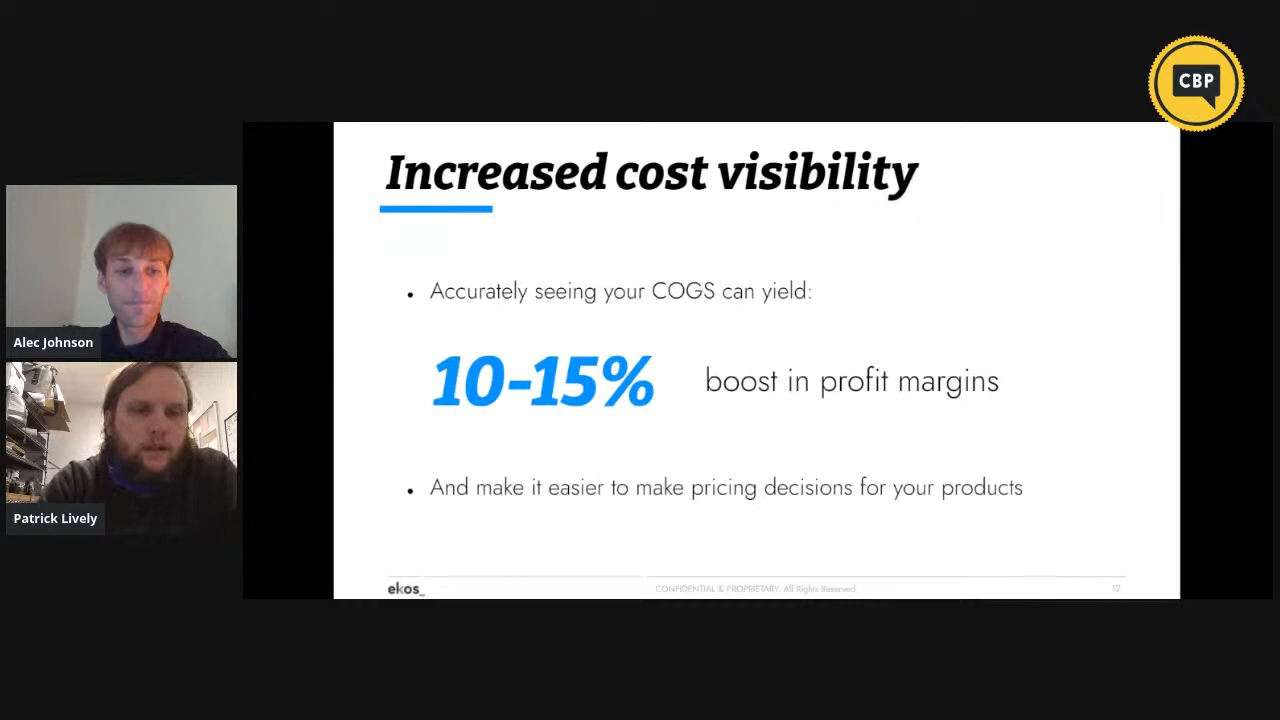 CBP
Increased cost visibility
• Accurately seeing your COGS can yield:
10-15% boost in profit margins
• And make it easier to make pricing decisions for your products
ekos_ CONFIDENTIAL & PROPRIETARY. All Rights Reserved. 12
Alec Johnson
Patrick Lively